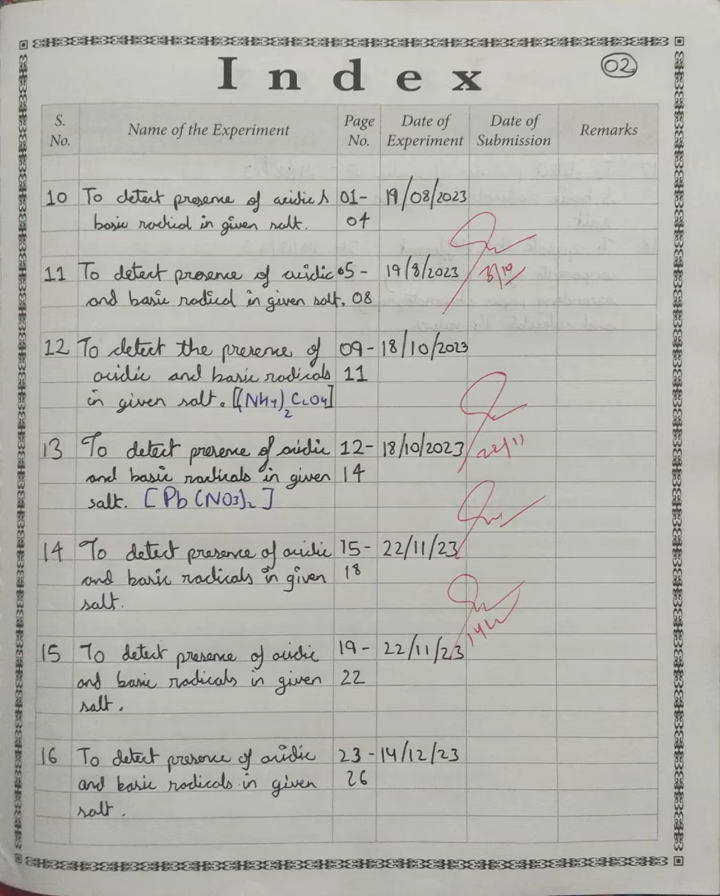 02
Index
S. No. Name of the Experiment Page No. Date of Experiment Date of Submission Remarks
10 To detect presence of acidic & 01- 19/08/2023
basic radical in given salt. 04
11 To detect presence of acidic 05- 19/8/2023 3/10
and basic radical in given salt. 08
12 To detect the presence of 09- 18/10/2023
acidic and basic radicals 11
in given salt. [(NH4)2C2O4]
13 To detect presence of acidic 12- 18/10/2023 22/11
and basic radicals in given 14
salt. [Pb(NO3)2]
14 To detect presence of acidic 15- 22/11/23
and basic radicals in given 18
salt.
15 To detect presence of acidic 19- 22/11/23 14/12
and basic radicals in given 22
salt.
16 To detect presence of acidic 23- 14/12/23
and basic radicals in given 26
salt.